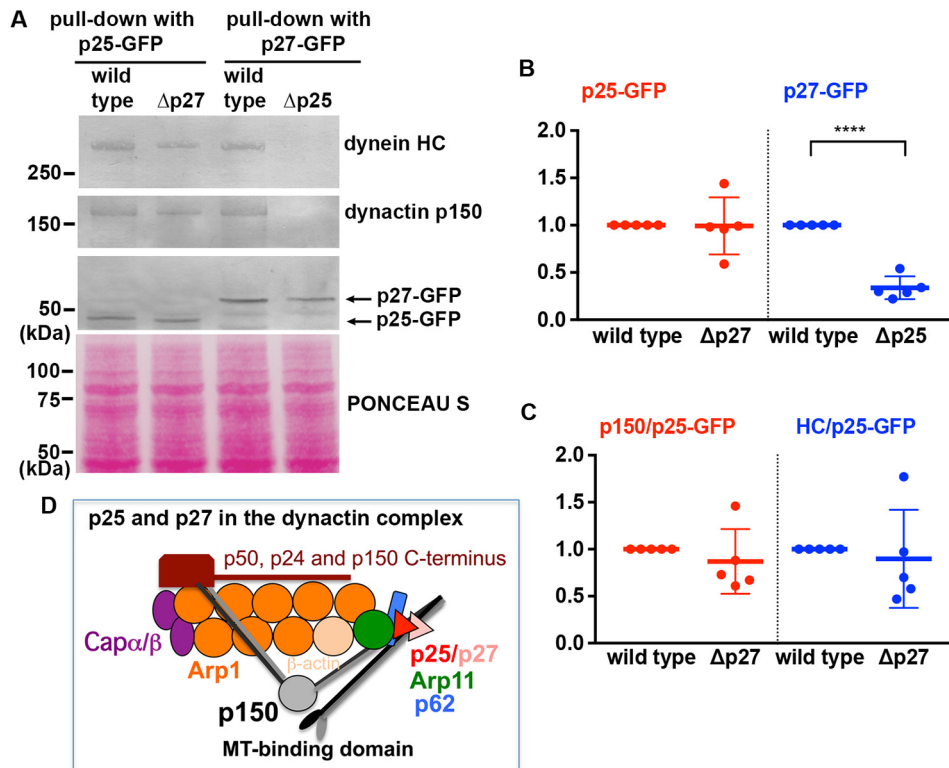 A
pull-down with
p25-GFP
pull-down with
p27-GFP
wild
type
Δp27
wild
type
Δp25
dynein HC
250
dynactin p150
150
p27-GFP
50
p25-GFP
(kDa)
100
75
PONCEAU S
50
(kDa)
B
p25-GFP
p27-GFP
2.0
****
1.5
1.0
0.5
0.0
wild type
Δp27
wild type
Δp25
C
p150/p25-GFP
HC/p25-GFP
2.0
1.5
1.0
0.5
0.0
wild type
Δp27
wild type
Δp27
D
p25 and p27 in the dynactin complex
p50, p24 and p150 C-terminus
Capα/β
Arp1
β-actin
p25/p27
Arp11
p62
p150
MT-binding domain